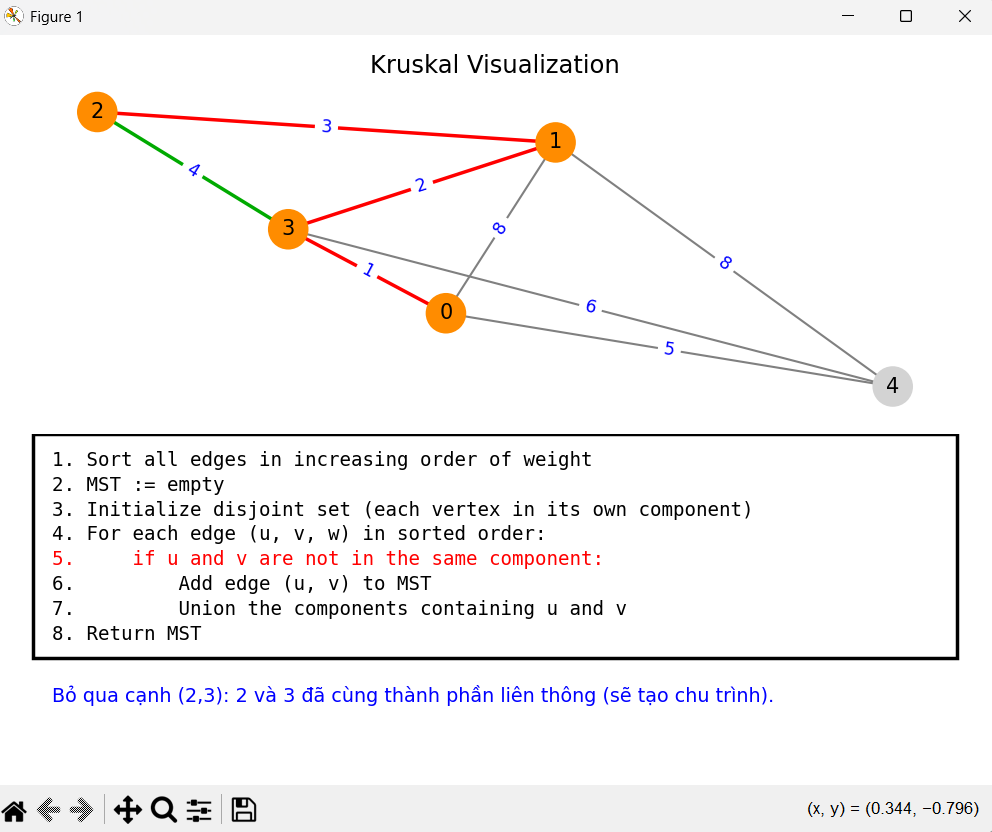 Figure 1
Kruskal Visualization
2
3
1
4
2
3
8
8
1
6
0
5
4
1. Sort all edges in increasing order of weight
2. MST := empty
3. Initialize disjoint set (each vertex in its own component)
4. For each edge (u, v, w) in sorted order:
5.     if u and v are not in the same component:
6.         Add edge (u, v) to MST
7.         Union the components containing u and v
8. Return MST
Bỏ qua cạnh (2,3): 2 và 3 đã cùng thành phần liên thông (sẽ tạo chu trình).
(x, y) = (0.344, −0.796)